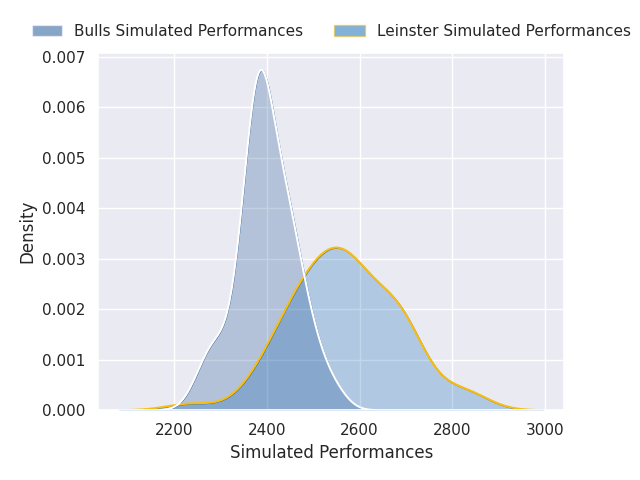 Bulls Simulated Performances
Leinster Simulated Performances
0.007
0.006
0.005
0.004
0.003
0.002
0.001
0.000
Density
2200 2400 2600 2800 3000
Simulated Performances